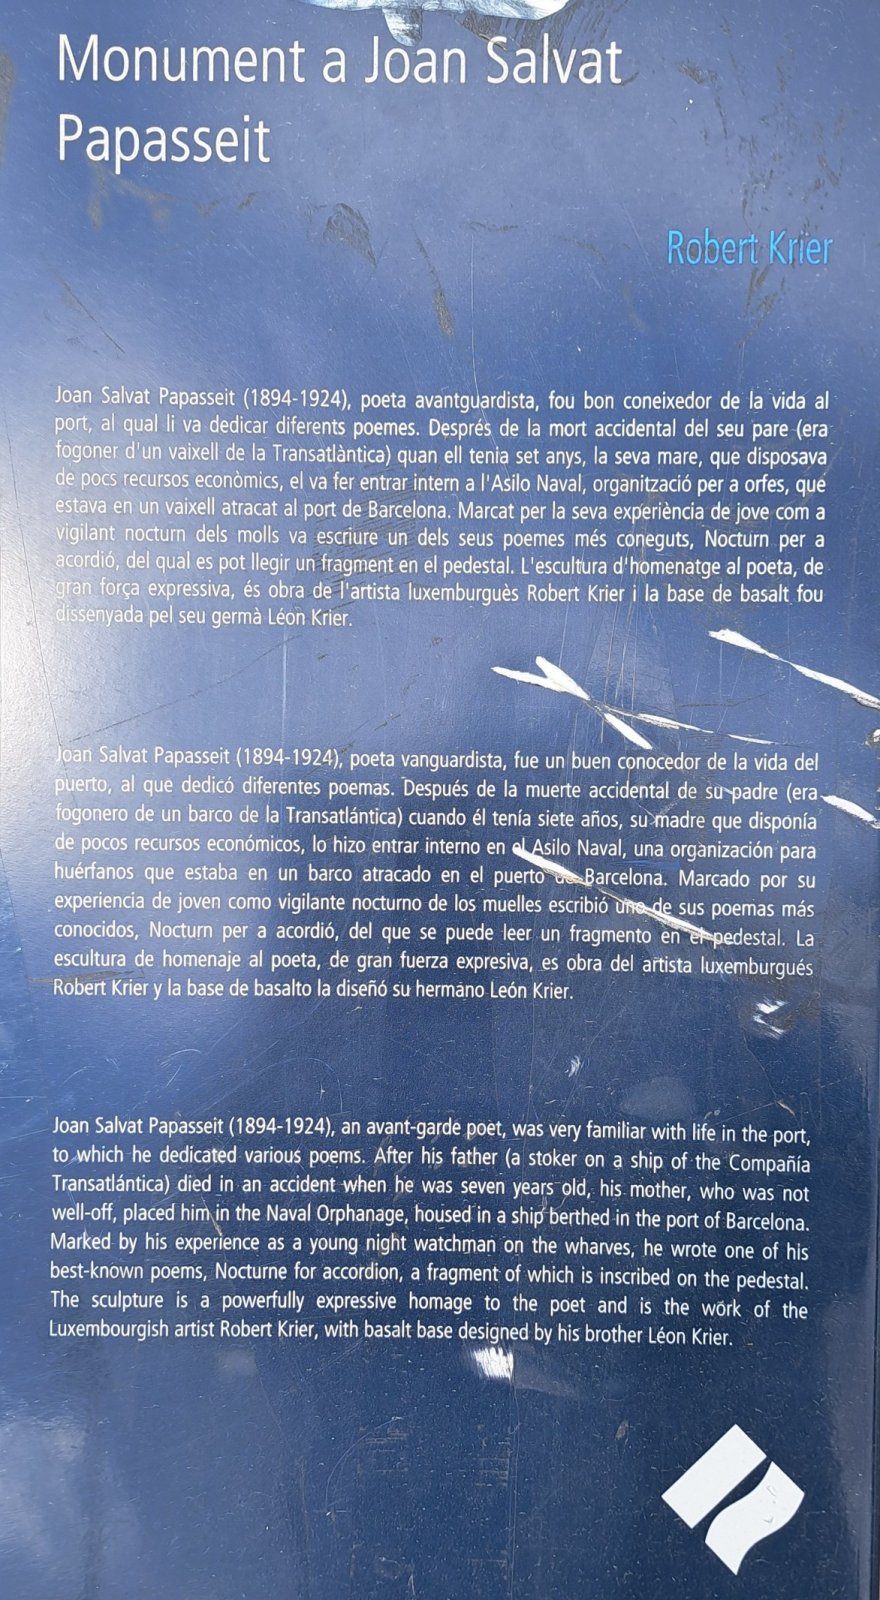 Monument a Joan Salvat
Papasseit
Robert Krier
Joan Salvat Papasseit (1894-1924), poeta avantguardista, fou bon coneixedor de la vida al
port, al qual li va dedicar diferents poemes. Després de la mort accidental del seu pare (era
fogoner d'un vaixell de la Transatlàntica) quan ell tenia set anys, la seva mare, que disposava
de pocs recursos econòmics, el va fer entrar intern a l'Asilo Naval, organització per a orfes, que
estava en un vaixell atracat al port de Barcelona. Marcat per la seva experiència de jove com a
vigilant nocturn dels molls va escriure un dels seus poemes més coneguts, Nocturn per a
acordió, del qual es pot llegir un fragment en el pedestal. L'escultura d'homenatge al poeta, de
gran força expressiva, és obra de l'artista luxemburguès Robert Krier i la base de basalt fou
dissenyada pel seu germà Léon Krier.
Joan Salvat Papasseit (1894-1924), poeta vanguardista, fue un buen conocedor de la vida del
puerto, al que dedicó diferentes poemas. Después de la muerte accidental de su padre (era
fogonero de un barco de la Transatlántica) cuando él tenía siete años, su madre que disponía
de pocos recursos económicos, lo hizo entrar interno en el Asilo Naval, una organización para
huérfanos que estaba en un barco atracado en el puerto de Barcelona. Marcado por su
experiencia de joven como vigilante nocturno de los muelles escribió uno de sus poemas más
conocidos, Nocturn per a acordió, del que se puede leer un fragmento en el pedestal. La
escultura de homenaje al poeta, de gran fuerza expresiva, es obra del artista luxemburgués
Robert Krier y la base de basalto la diseñó su hermano León Krier.
Joan Salvat Papasseit (1894-1924), an avant-garde poet, was very familiar with life in the port,
to which he dedicated various poems. After his father (a stoker on a ship of the Compañía
Transatlántica) died in an accident when he was seven years old, his mother, who was not
well-off, placed him in the Naval Orphanage, housed in a ship berthed in the port of Barcelona.
Marked by his experience as a young night watchman on the wharves, he wrote one of his
best-known poems, Nocturne for accordion, a fragment of which is inscribed on the pedestal.
The sculpture is a powerfully expressive homage to the poet and is the work of the
Luxembourgish artist Robert Krier, with basalt base designed by his brother Léon Krier.